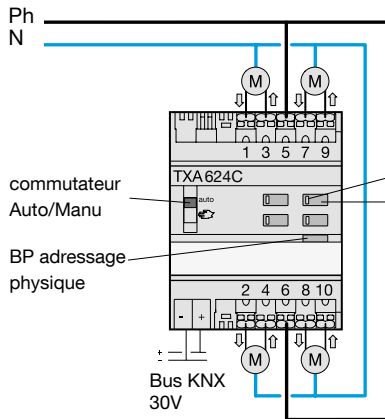 Ph
N
M M
1 3 5 7 9
TXA 624C
commutateur
Auto/Manu
auto
BP adressage
physique
2 4 6 8 10
- +
M M
Bus KNX
30V